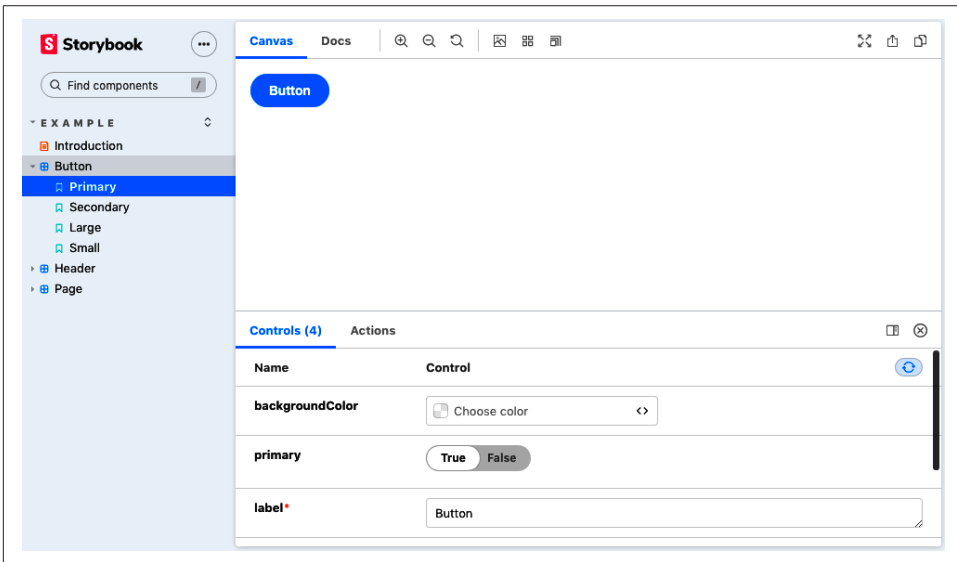 Storybook
Find components
/
EXAMPLE
Introduction
Button
Primary
Secondary
Large
Small
Header
Page
Canvas Docs
Button
Controls (4) Actions
Name Control
backgroundColor Choose color
primary True False
label* Button